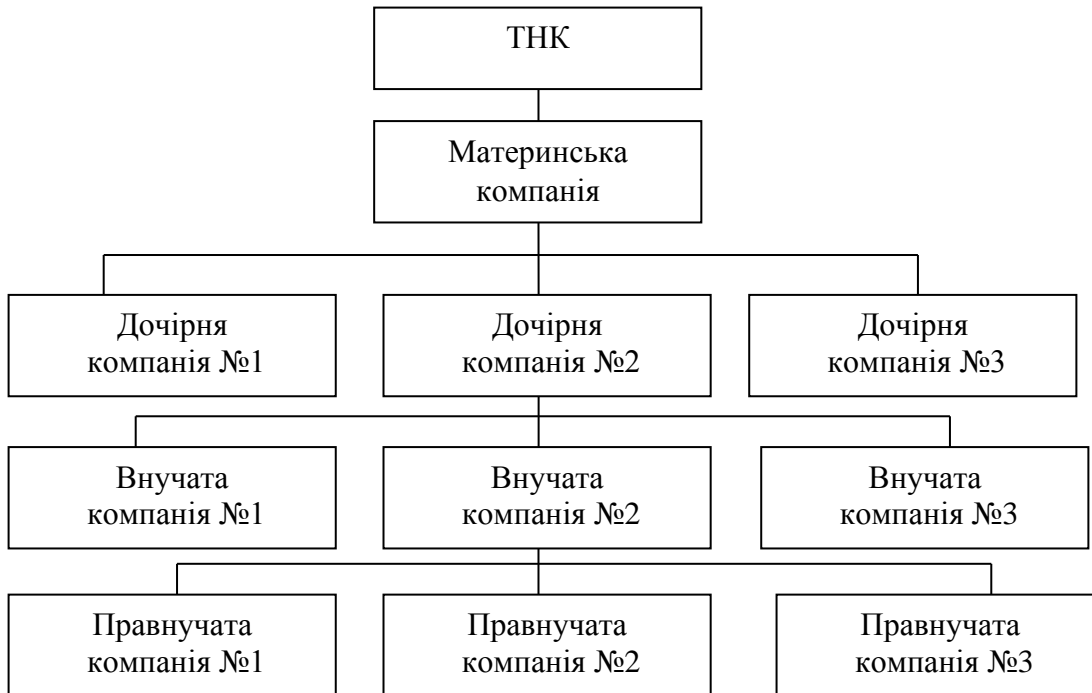 ТНК
Материнська
компанія
Дочірня
компанія №1
Дочірня
компанія №2
Дочірня
компанія №3
Внучата
компанія №1
Внучата
компанія №2
Внучата
компанія №3
Правнучата
компанія №1
Правнучата
компанія №2
Правнучата
компанія №3